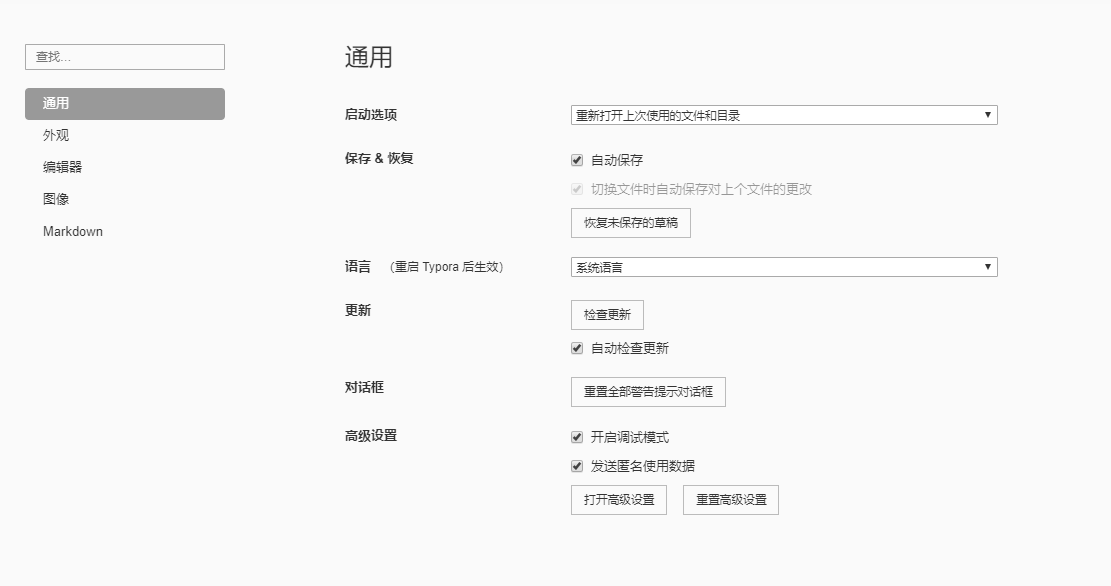 查找...
通用
外观
编辑器
图像
Markdown
通用
启动选项
重新打开上次使用的文件和目录
保存 & 恢复
自动保存
切换文件时自动保存对上个文件的更改
恢复未保存的草稿
语言 (重启 Typora 后生效)
系统语言
更新
检查更新
自动检查更新
对话框
重置全部警告提示对话框
高级设置
开启调试模式
发送匿名使用数据
打开高级设置 重置高级设置